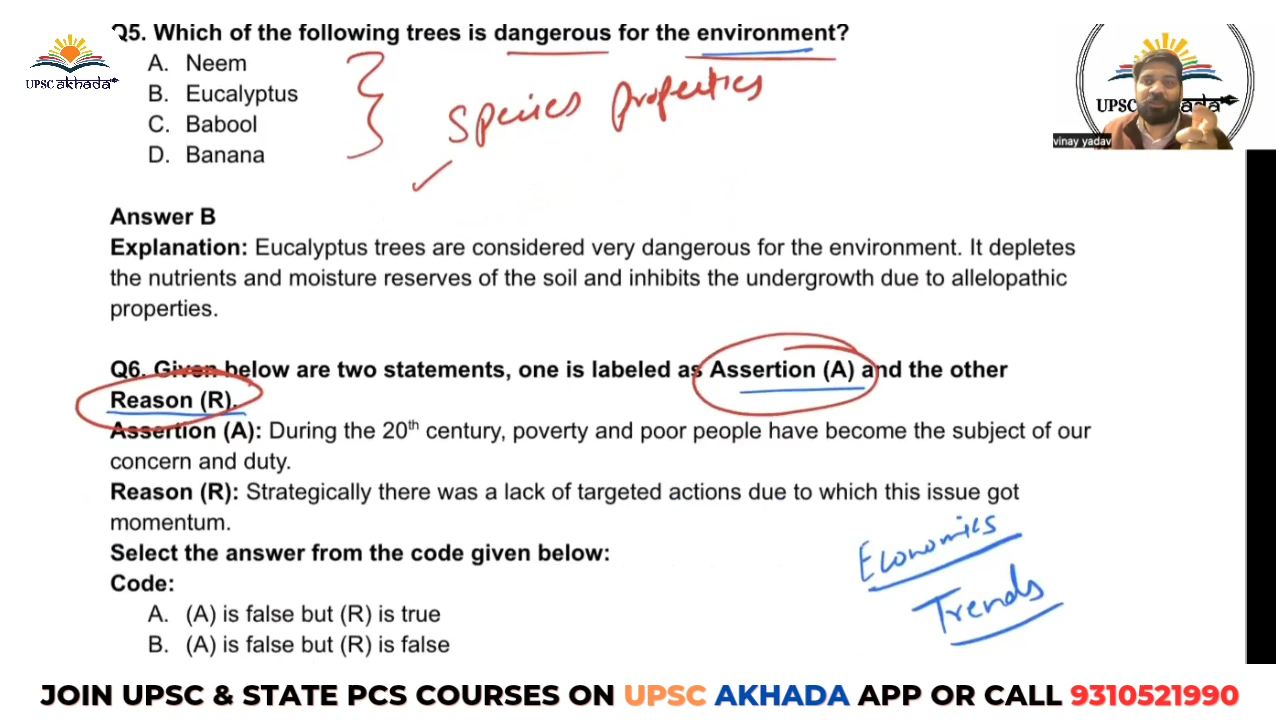 Q5. Which of the following trees is dangerous for the environment?
A. Neem
B. Eucalyptus
C. Babool
D. Banana
Species properties
UPSC akhada
UPSC ada
vinay yadav
Answer B
Explanation: Eucalyptus trees are considered very dangerous for the environment. It depletes
the nutrients and moisture reserves of the soil and inhibits the undergrowth due to allelopathic
properties.
Q6. Given below are two statements, one is labeled as Assertion (A) and the other
Reason (R).
Assertion (A): During the 20th century, poverty and poor people have become the subject of our
concern and duty.
Reason (R): Strategically there was a lack of targeted actions due to which this issue got
momentum.
Select the answer from the code given below:
Code:
A. (A) is false but (R) is true
B. (A) is false but (R) is false
Economics
Trends
JOIN UPSC & STATE PCS COURSES ON UPSC AKHADA APP OR CALL 9310521990